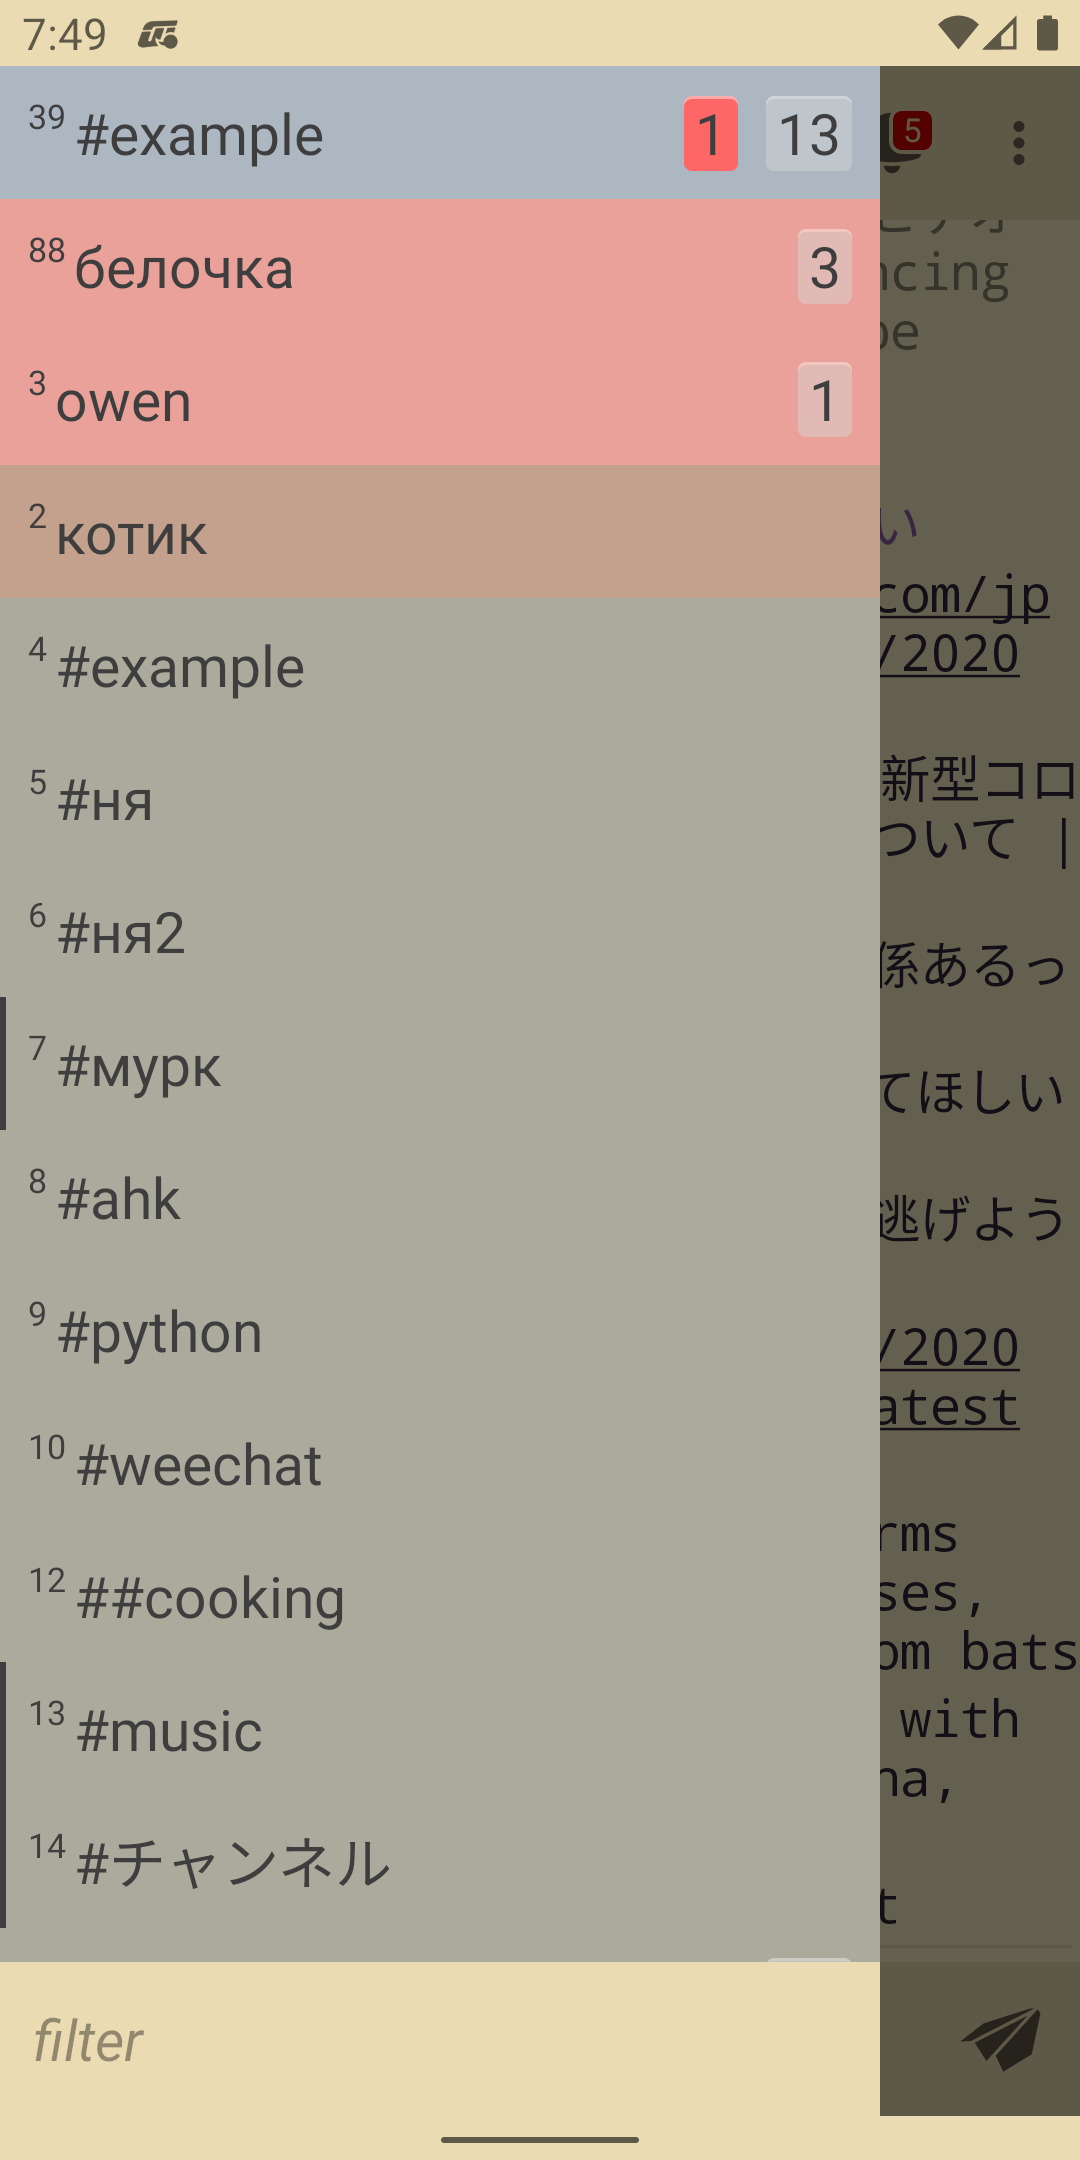 7:49
39 #example 1 13
5
88 белочка 3
3 owen 1
2 котик
4 #example
5 #ня
6 #ня2
7 #мурк
8 #ahk
9 #python
10 #weechat
12 ##cooking
13 #music
14 #チャンネル
filter
ncing
be
い
com/jp
/2020
新型コロ
ついて |
係あるっ
てほしい
逃げよう
/2020
atest
rms
ses,
om bats
with
na,
t